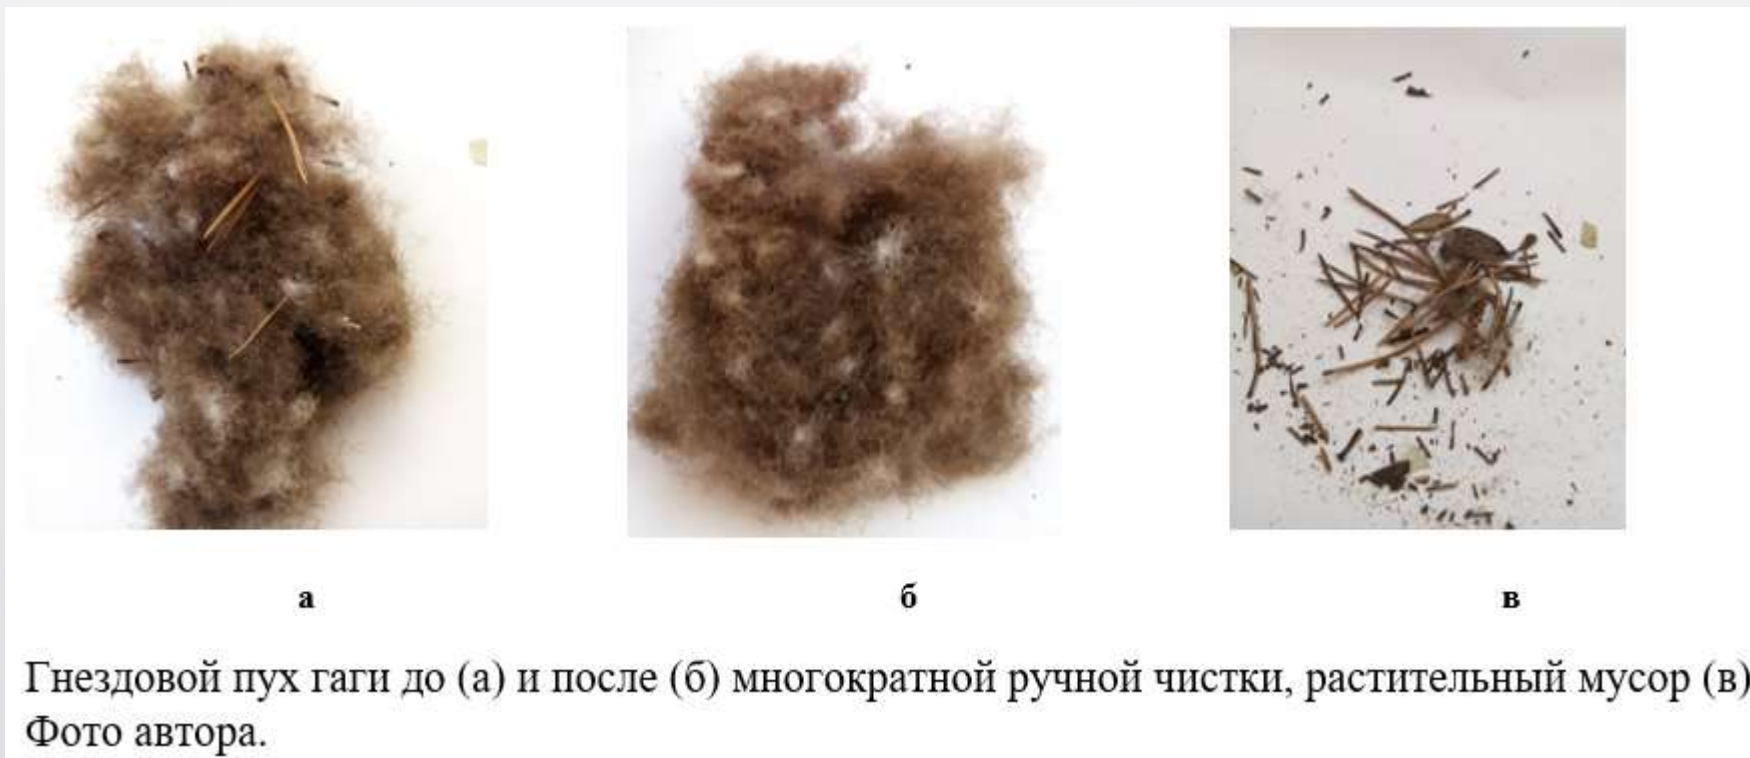 а
б
в
Гнездовой пух гаги до (а) и после (б) многократной ручной чистки, растительный мусор (в)
Фото автора.